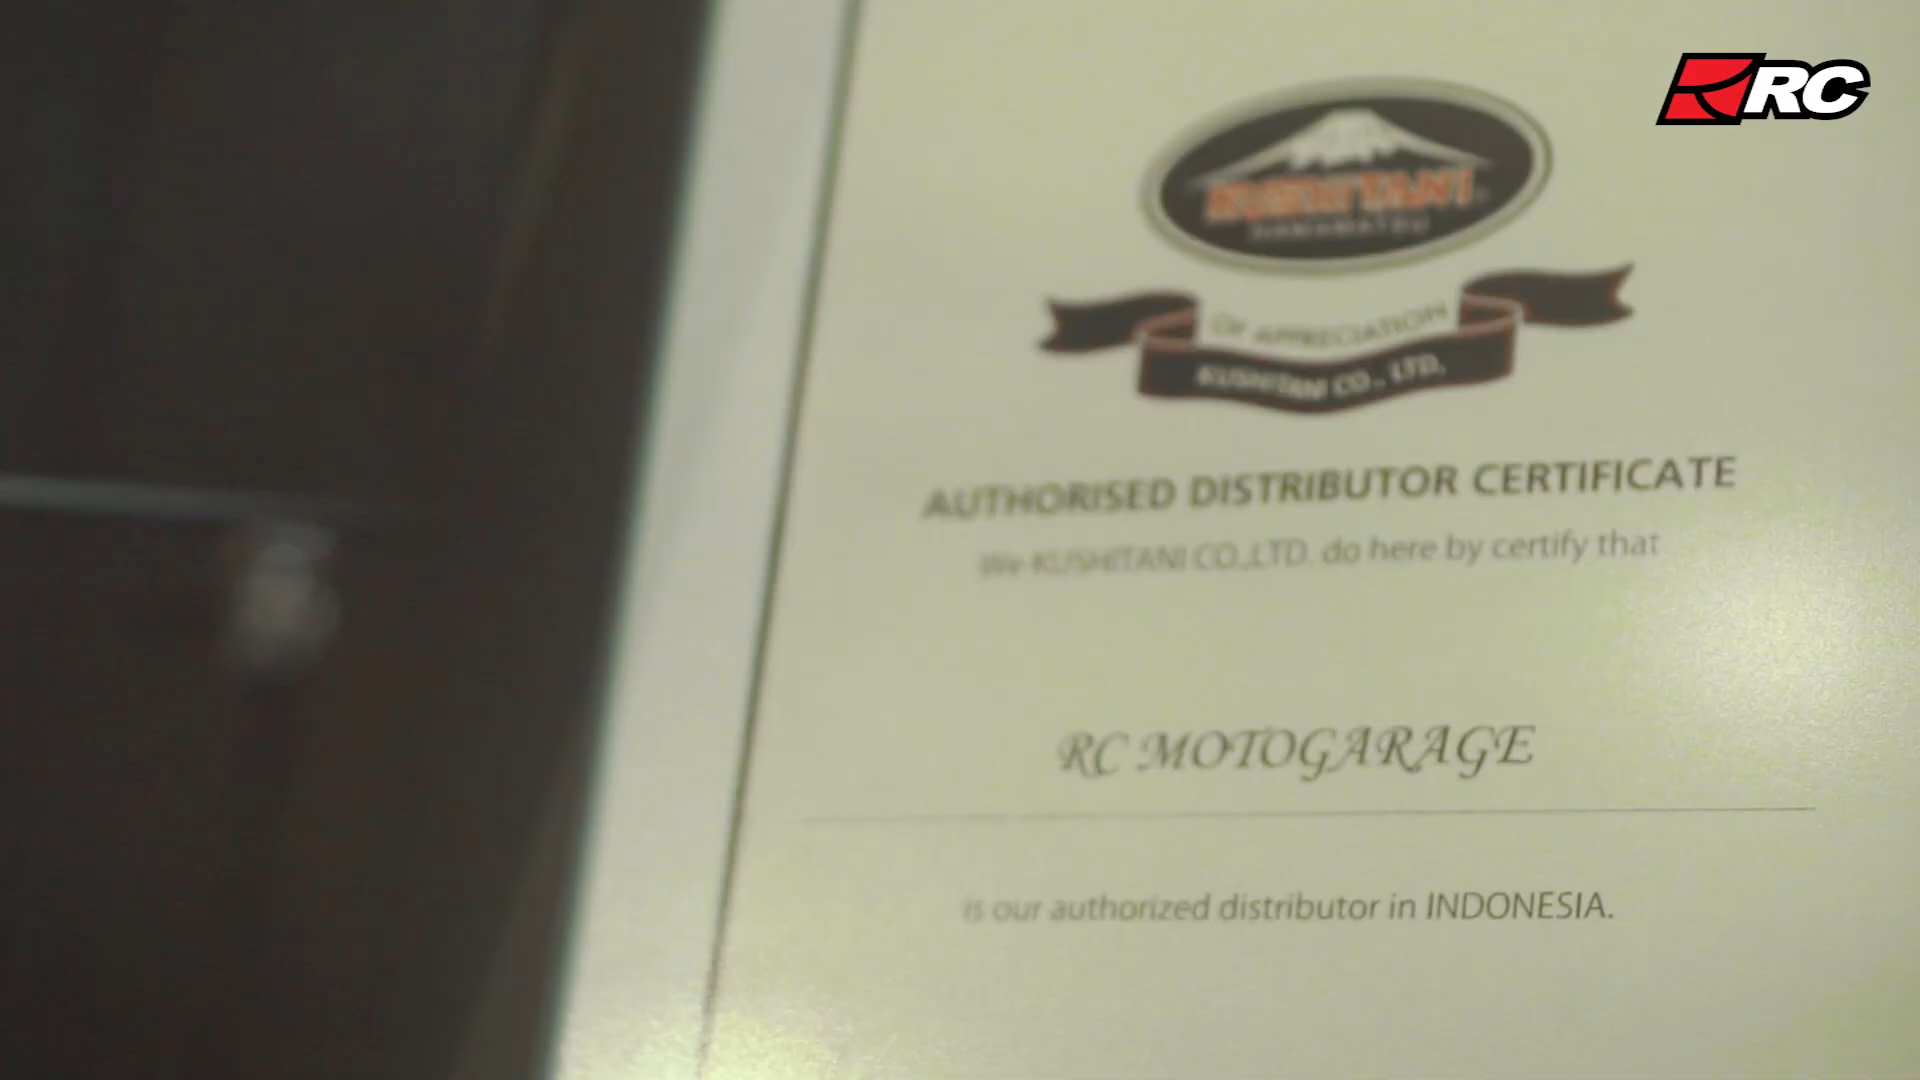 RC
KUSHITANI
HAMAMATSU
OF APPRECIATION
KUSHITANI CO., LTD.
AUTHORISED DISTRIBUTOR CERTIFICATE
We KUSHITANI CO.,LTD. do here by certify that
RC MOTOGARAGE
is our authorized distributor in INDONESIA.